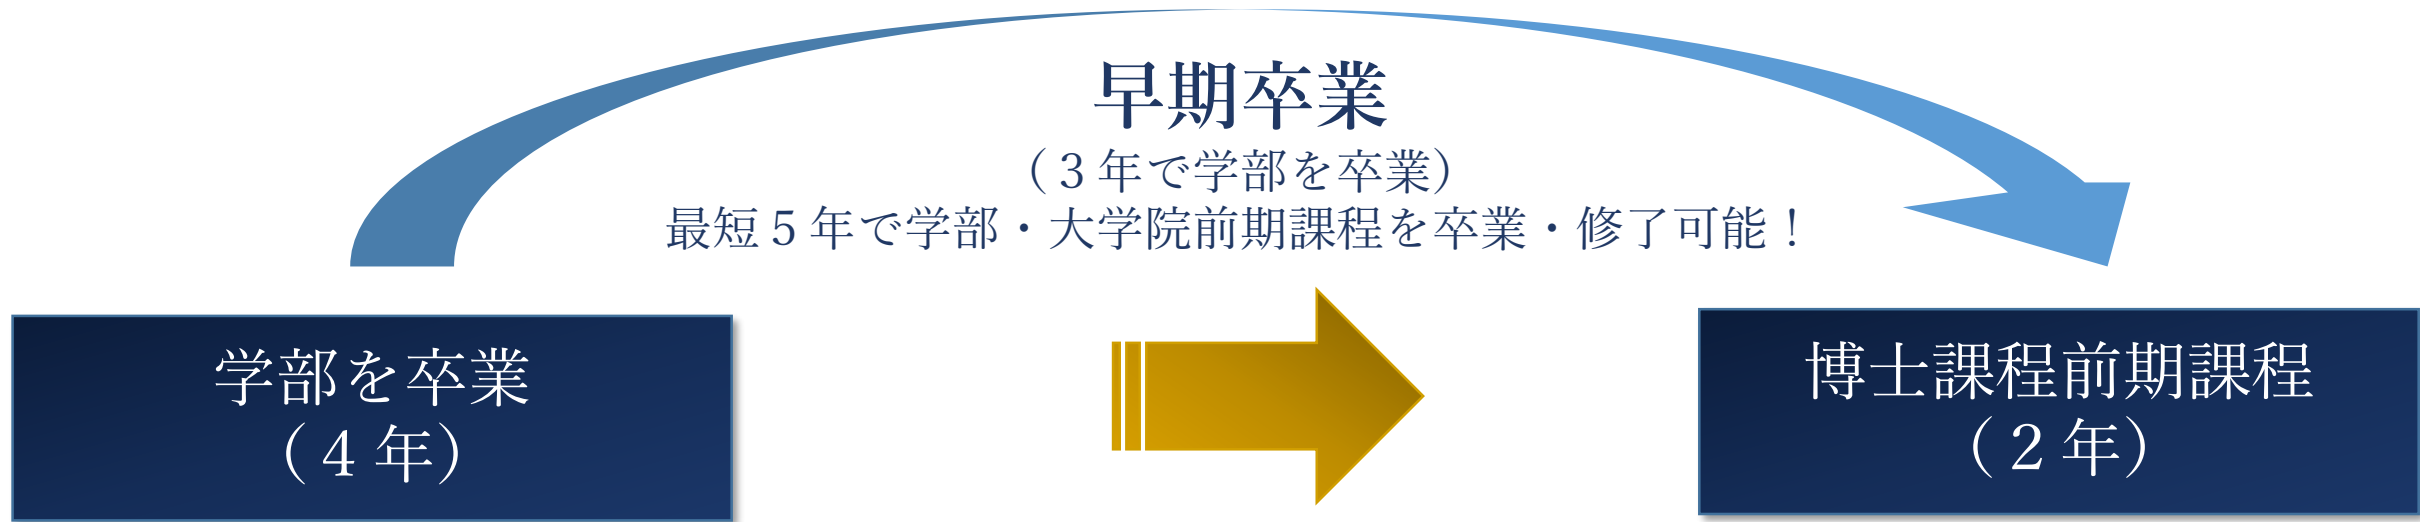 早期卒業
（３年で学部を卒業）
最短５年で学部・大学院前期課程を卒業・修了可能！
学部を卒業
（４年）
博士課程前期課程
（２年）